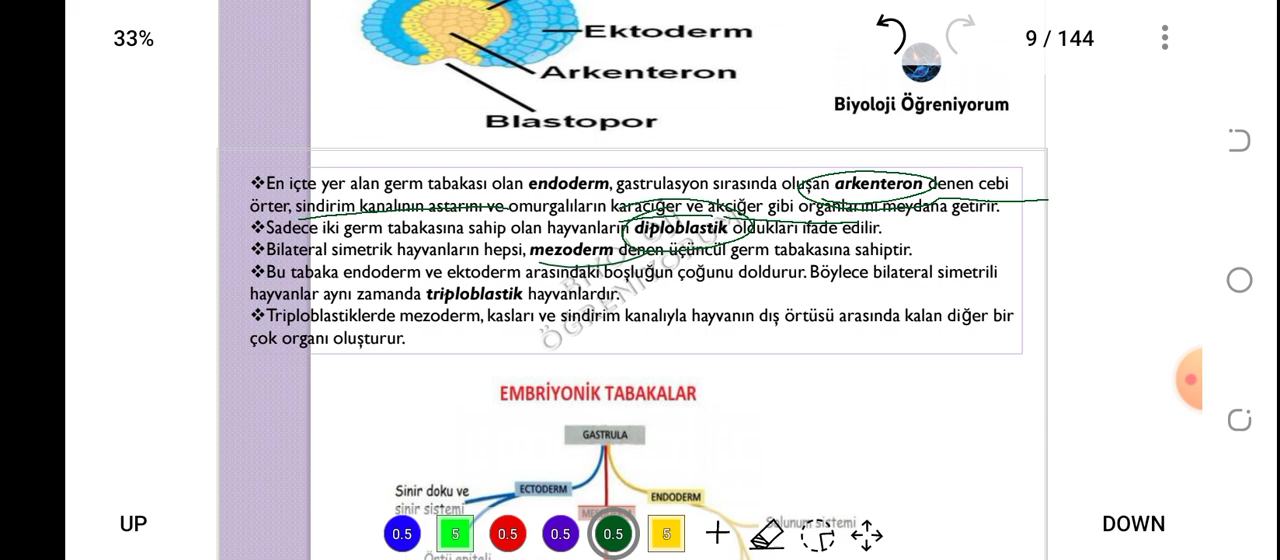 33%
9 / 144
Ektoderm
Arkenteron
Blastopor
Biyoloji Öğreniyorum
❖En içte yer alan germ tabakası olan endoderm, gastrulasyon sırasında oluşan arkenteron denen cebi
örter, sindirim kanalının astarını ve omurgalıların karaciğer ve akciğer gibi organlarını meydana getirir.
❖Sadece iki germ tabakasına sahip olan hayvanların diploblastik oldukları ifade edilir.
❖Bilateral simetrik hayvanların hepsi, mezoderm denen üçüncül germ tabakasına sahiptir.
❖Bu tabaka endoderm ve ektoderm arasındaki boşluğun çoğunu doldurur. Böylece bilateral simetrili
hayvanlar aynı zamanda triploblastik hayvanlardır.
❖Triploblastiklerde mezoderm, kasları ve sindirim kanalıyla hayvanın dış örtüsü arasında kalan diğer bir
çok organı oluşturur.
EMBRİYONİK TABAKALAR
GASTRULA
ECTODERM
ENDODERM
Sinir doku ve
sinir sistemi
Solunum sistemi
UP
0.5
5
0.5
0.5
0.5
5
DOWN